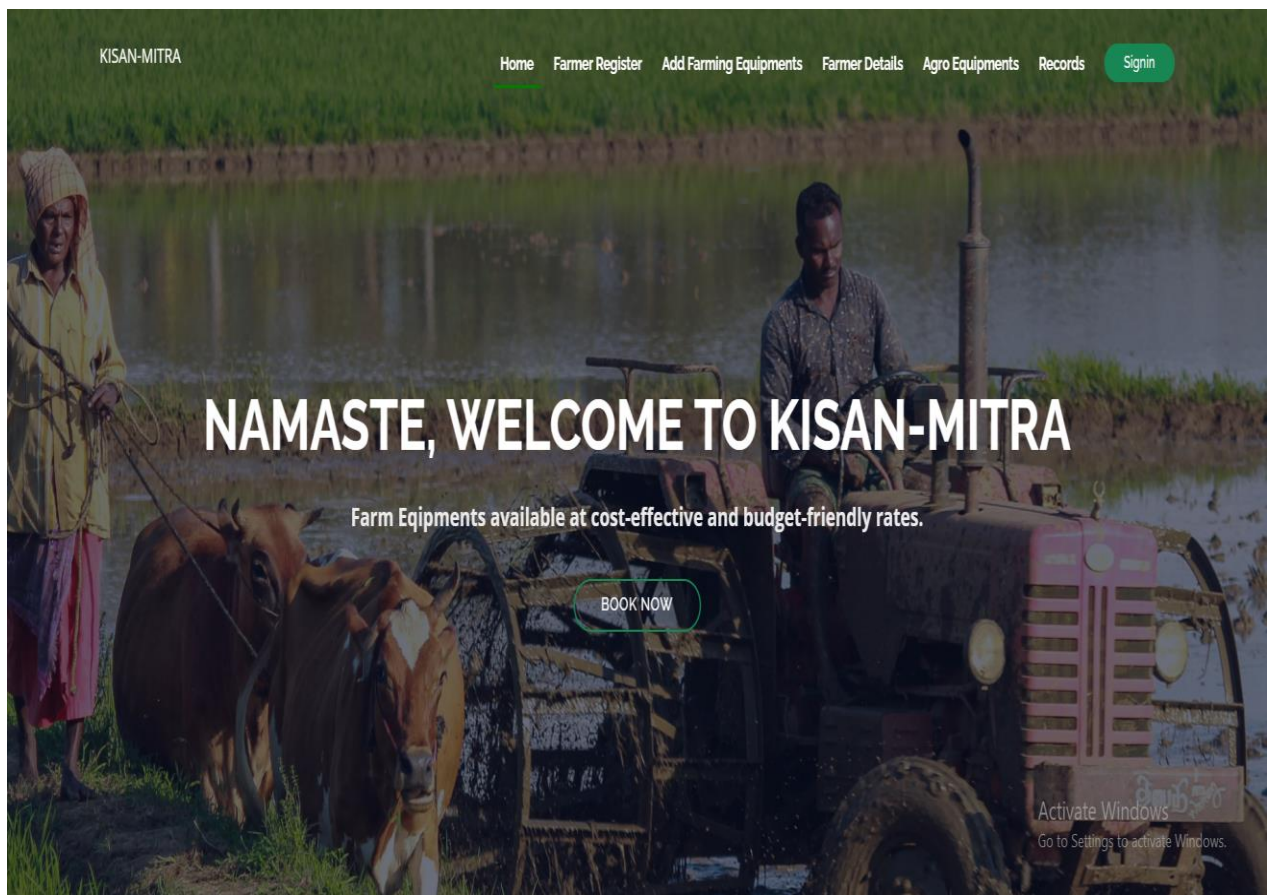 KISAN-MITRA
Home Farmer Register Add Farming Equipments Farmer Details Agro Equipments Records Signin
NAMASTE, WELCOME TO KISAN-MITRA
Farm Eqipments available at cost-effective and budget-friendly rates.
BOOK NOW
Activate Windows
Go to Settings to activate Windows.